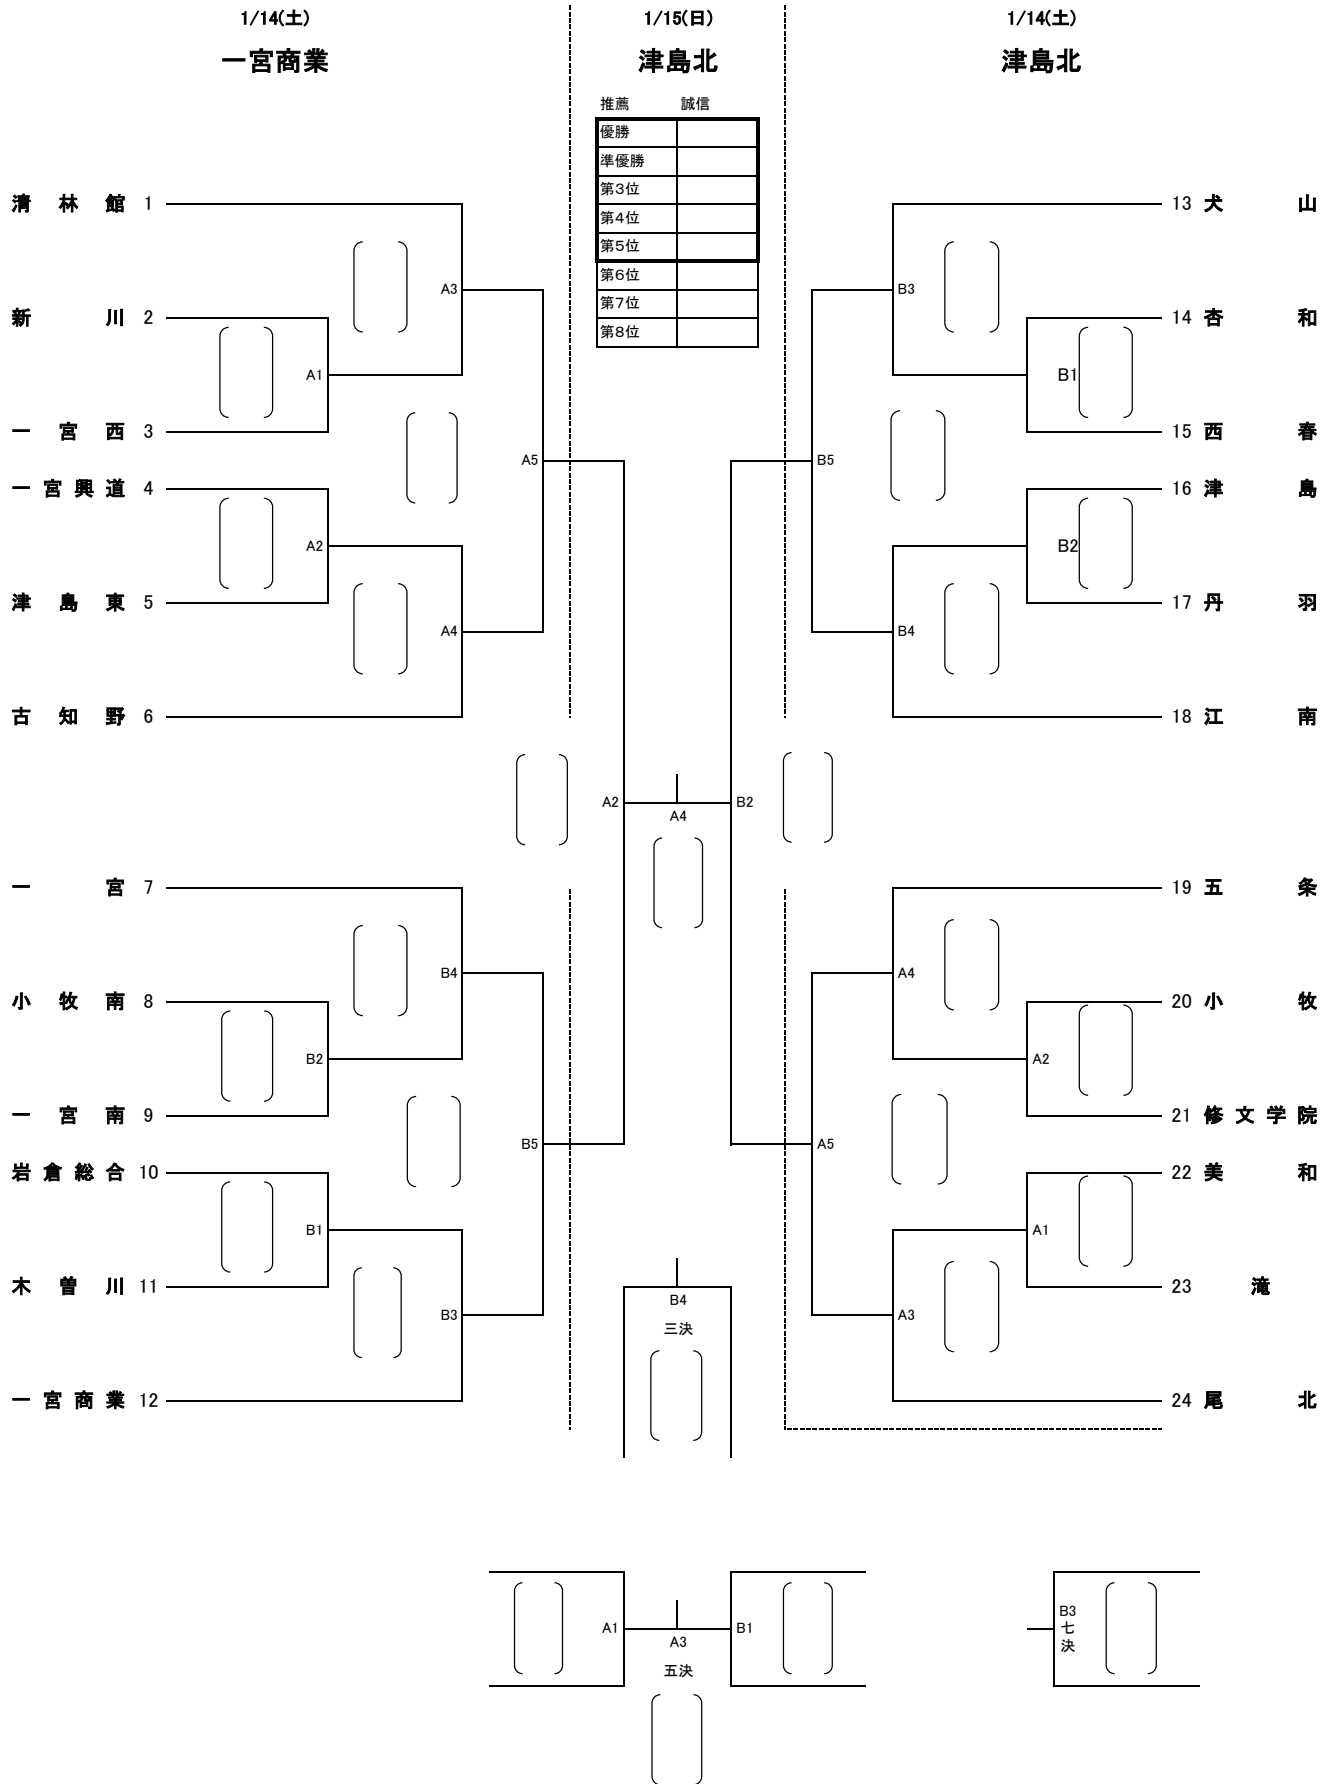 1/14(土) 1/15(日) 1/14(土)
一宮商業 津島北 津島北
推薦 誠信
優勝
準優勝
第3位
第4位
第5位
第6位
第7位
第8位
清林館 1
A3
新川 2
A1
一宮西 3
A5
一宮興道 4
A2
津島東 5
A4
古知野 6
13 犬山
B3
14 杏和
B1
15 西春
B5
16 津島
B2
17 丹羽
B4
18 江南
A2 A4 B2
一宮 7
B4
小牧南 8
B2
一宮南 9
B5
岩倉総合 10
B1
木曽川 11
B3
一宮商業 12
19 五条
A4
20 小牧
A2
21 修文学院
A5
22 美和
A1
23 滝
A3
24 尾北
B4
三決
A1 A3 B1
五決
B3
七
決